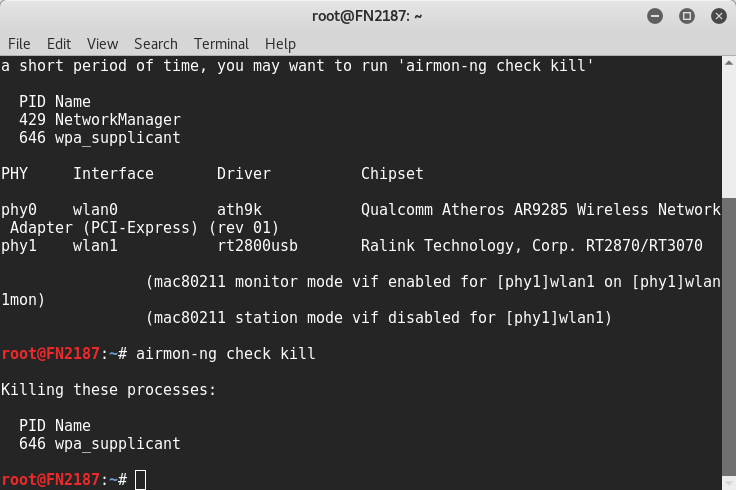 root@FN2187: ~
File Edit View Search Terminal Help
a short period of time, you may want to run 'airmon-ng check kill'
PID Name
429 NetworkManager
646 wpa_supplicant
PHY Interface Driver Chipset
phy0 wlan0 ath9k Qualcomm Atheros AR9285 Wireless Network
Adapter (PCI-Express) (rev 01)
phy1 wlan1 rt2800usb Ralink Technology, Corp. RT2870/RT3070
(mac80211 monitor mode vif enabled for [phy1]wlan1 on [phy1]wlan
1mon)
(mac80211 station mode vif disabled for [phy1]wlan1)
root@FN2187:~# airmon-ng check kill
Killing these processes:
PID Name
646 wpa_supplicant
root@FN2187:~#